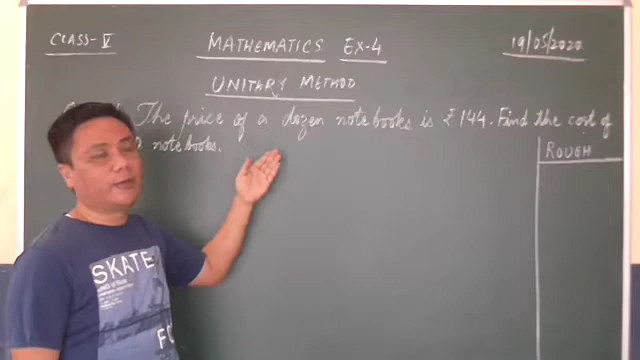 CLASS-V
MATHEMATICS EX-4
19/05/2020
UNITARY METHOD
The price of a dozen notebooks is ₹144. Find the cost of
notebooks.
ROUGH
SKATE